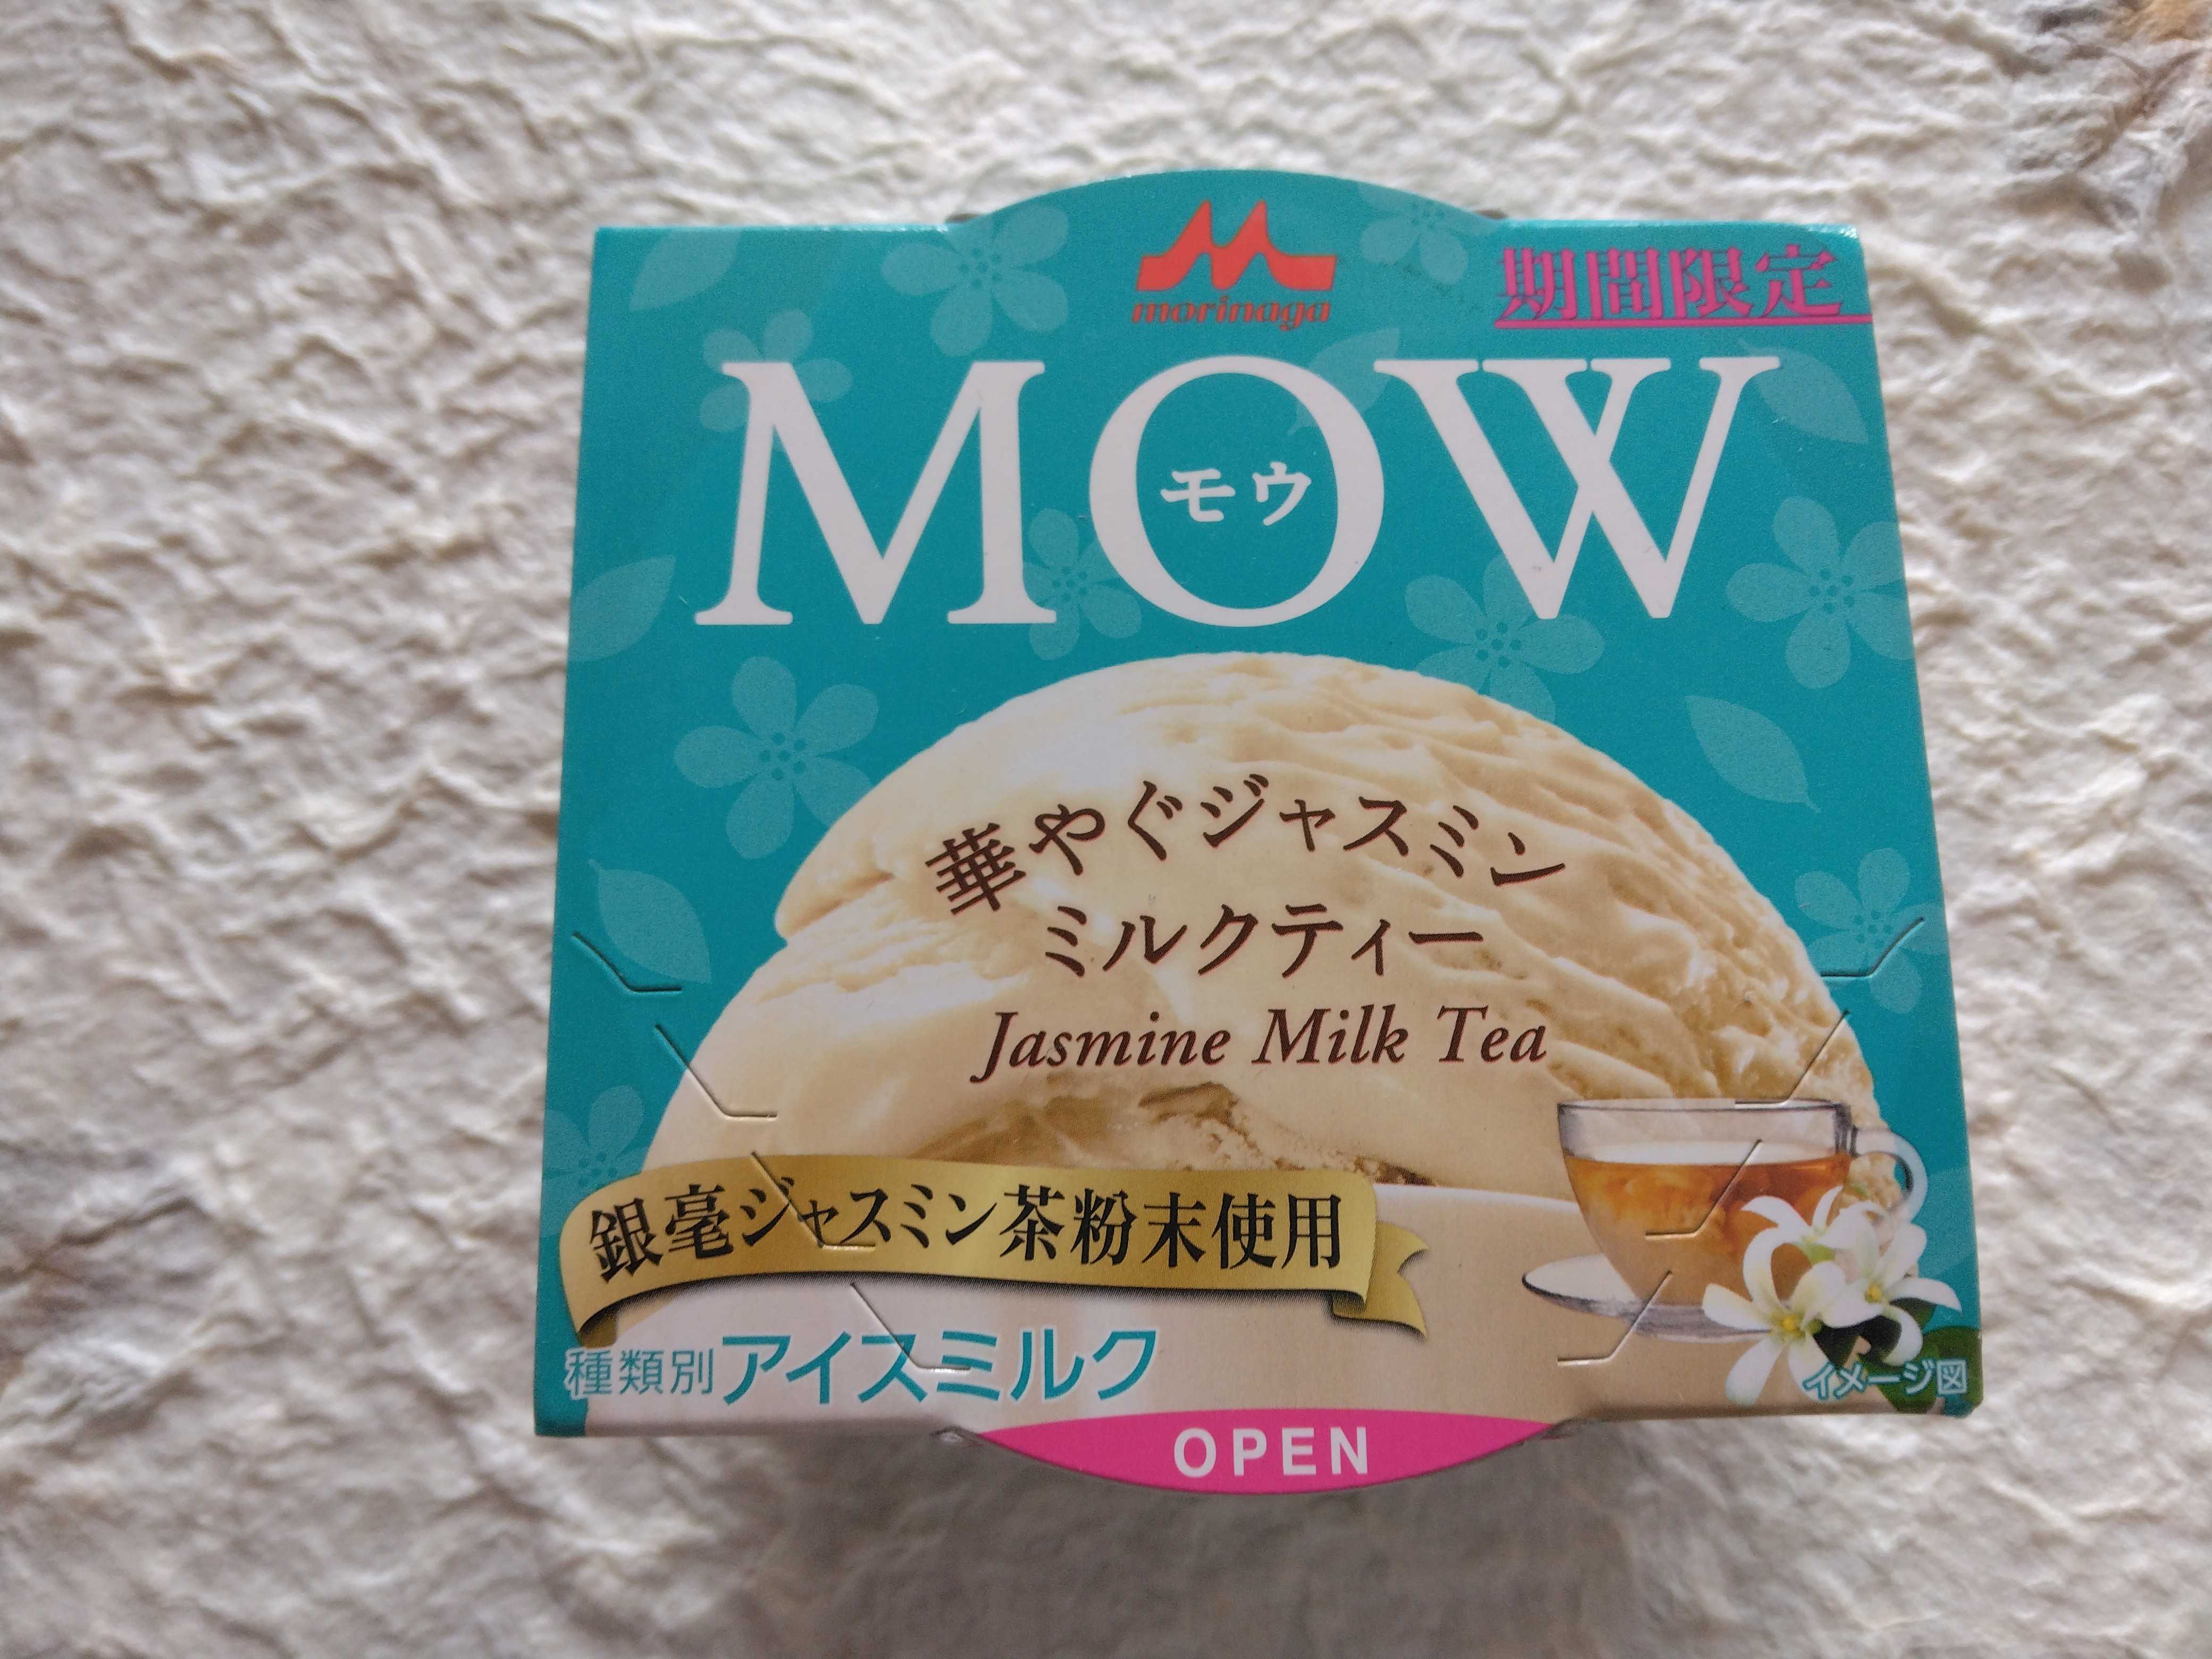 morinaga
期間限定
MOW
モウ
華やぐジャスミン
ミルクティー
Jasmine Milk Tea
銀毫ジャスミン茶粉末使用
種類別アイスミルク
イメージ図
OPEN